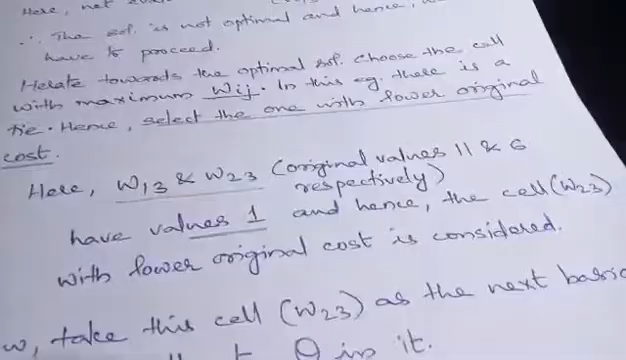 Here, net
∴ The sol. is not optimal and hence,
have to proceed.
Iterate towards the optimal sol. Choose the cell
with maximum Wij. In this eg. there is a
tie. Hence, select the one with lower original
cost.
Here, W13 & W23 (original values 11 & 6
respectively)
have values 1 and hence, the cell (W23)
with lower original cost is considered.
w, take this cell (W23) as the next basic
θ in it.